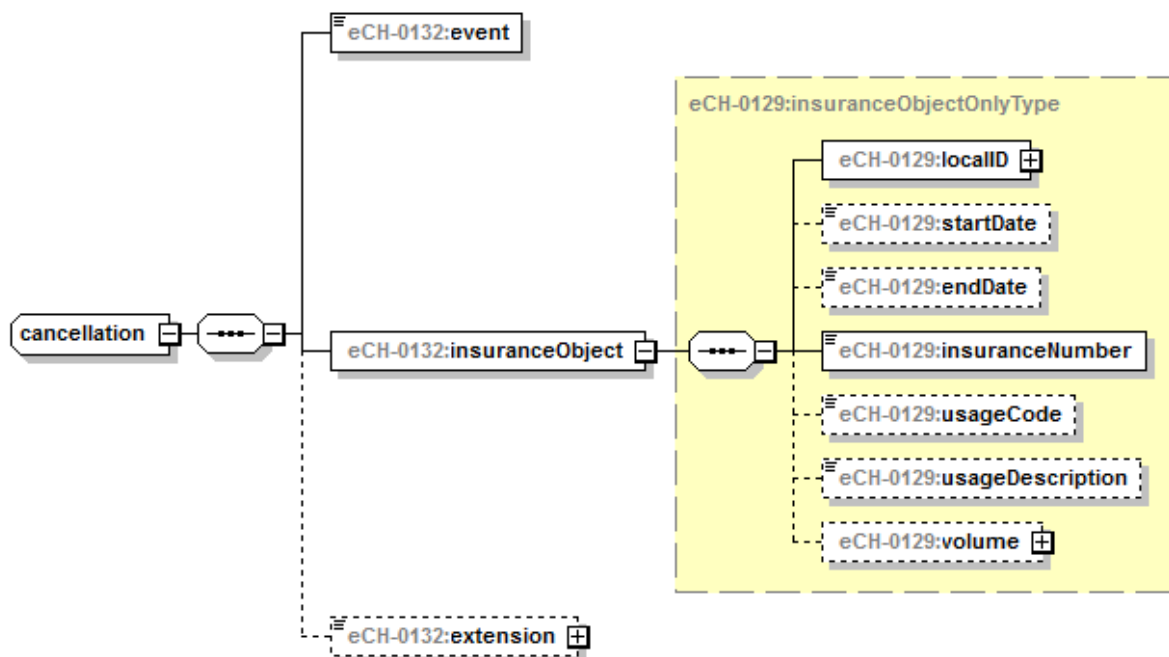 eCH-0132:event
eCH-0129:insuranceObjectOnlyType
eCH-0129:localID
eCH-0129:startDate
eCH-0129:endDate
cancellation
eCH-0132:insuranceObject
eCH-0129:insuranceNumber
eCH-0129:usageCode
eCH-0129:usageDescription
eCH-0129:volume
eCH-0132:extension